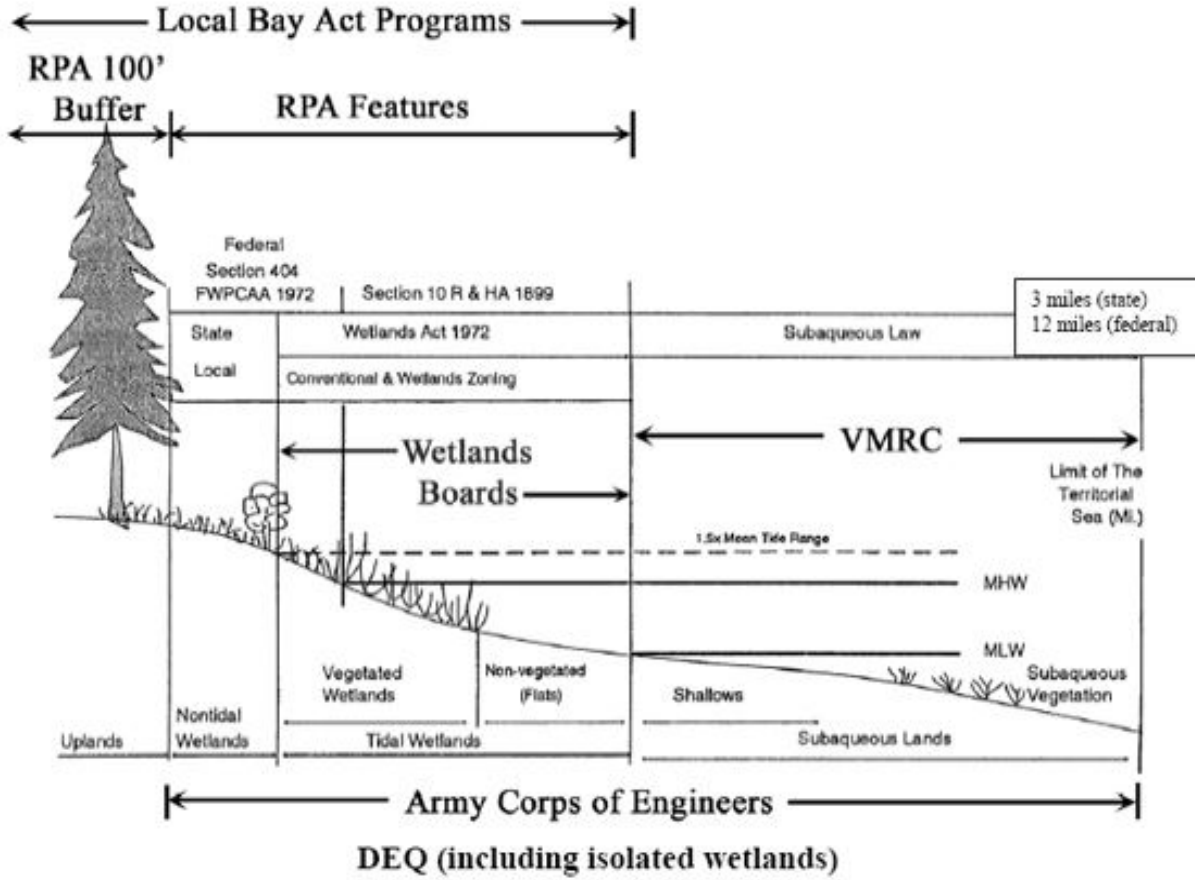 Local Bay Act Programs
RPA 100’
Buffer
RPA Features
Federal
Section 404
FWPCAA 1972
Section 10 R & HA 1899
3 miles (state)
12 miles (federal)
State
Wetlands Act 1972
Subaqueous Law
Local
Conventional & Wetlands Zoning
Wetlands
Boards
VMRC
Limit of The
Territorial
Sea (Mi.)
1.5x Mean Tide Range
MHW
MLW
Vegetated
Wetlands
Non-vegetated
(Flats)
Shallows
Subaqueous
Vegetation
Nontidal
Wetlands
Uplands
Tidal Wetlands
Subaqueous Lands
Army Corps of Engineers
DEQ (including isolated wetlands)